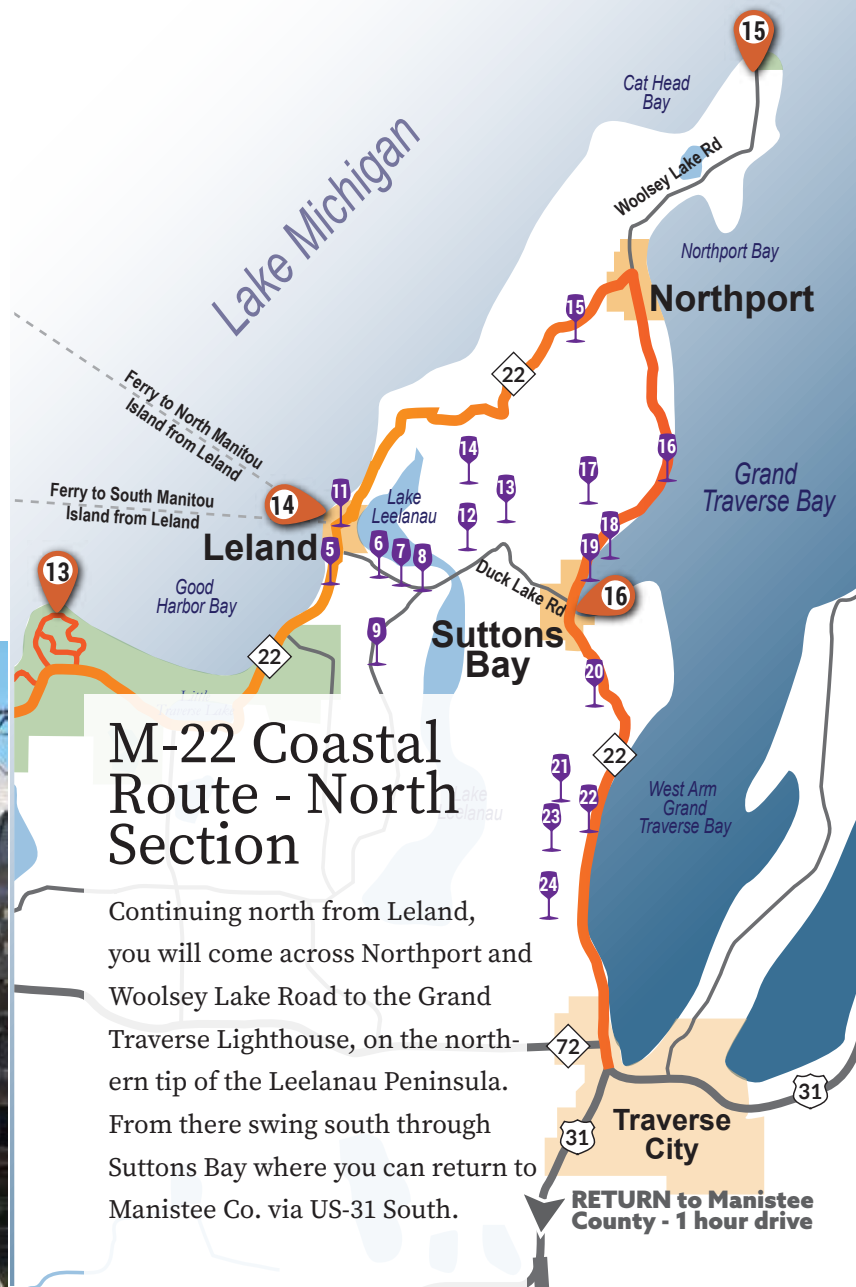 15
Cat Head
Bay
Woolsey Lake Rd
Lake Michigan
Northport Bay
Northport
15
22
Ferry to North Manitou
Island from Leland
14
16
17
Grand
Traverse Bay
13
11
14
Lake
Leelanau
Ferry to South Manitou
Island from Leland
12
18
Leland
5
6
7
8
19
13
Good
Harbor Bay
Duck Lake Rd
16
9
Suttons
Bay
22
20
Little
Traverse Lake
M-22 Coastal
Route - North
Section
22
21
22
23
24
Lake
Leelanau
West Arm
Grand
Traverse Bay
Continuing north from Leland,
you will come across Northport and
Woolsey Lake Road to the Grand
Traverse Lighthouse, on the north-
ern tip of the Leelanau Peninsula.
From there swing south through
Suttons Bay where you can return to
Manistee Co. via US-31 South.
72
31
31
Traverse
City
RETURN to Manistee
County - 1 hour drive